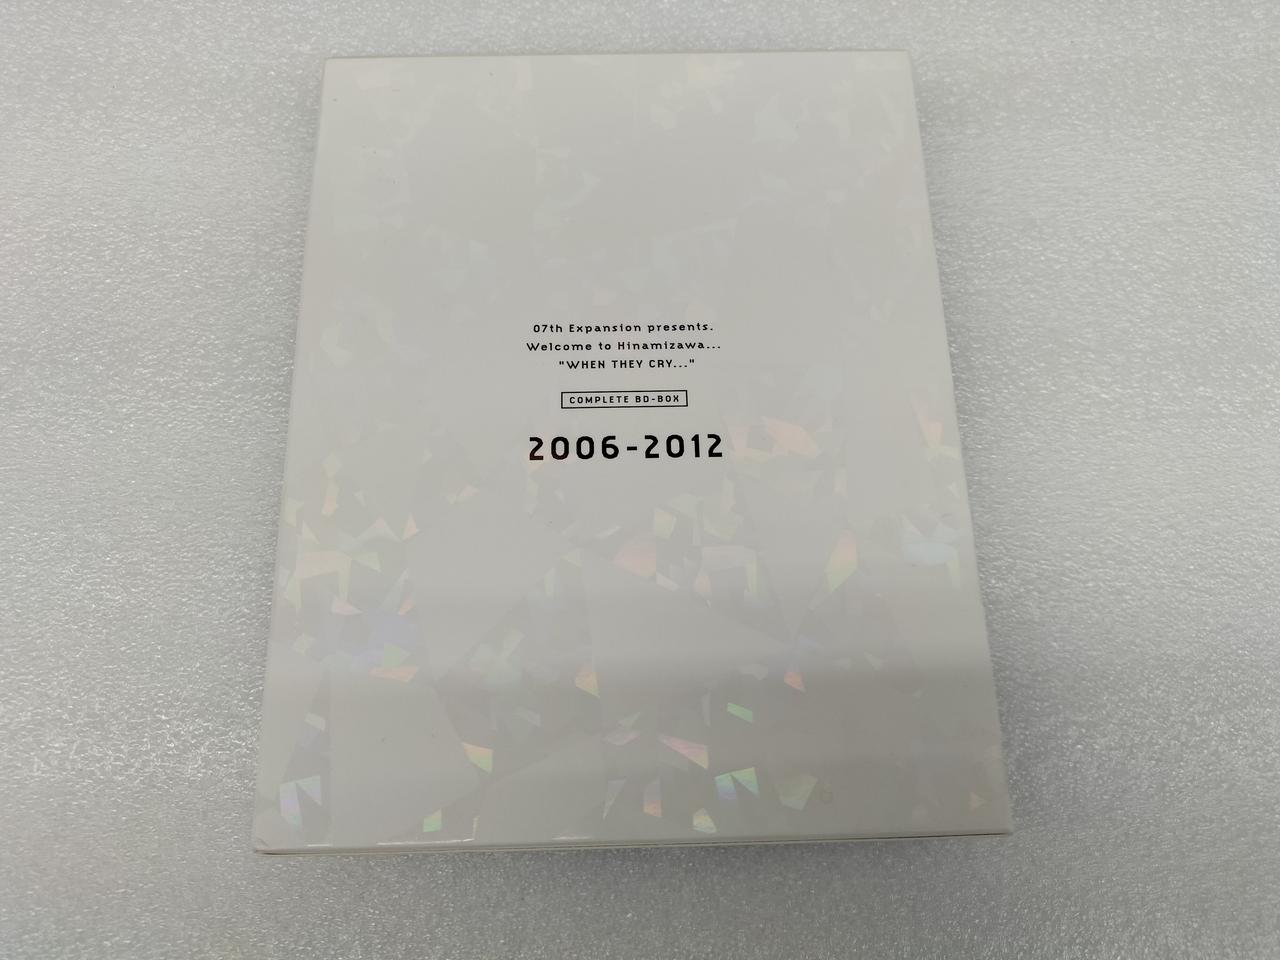 07th Expansion presents.
Welcome to Hinamizawa...
"WHEN THEY CRY..."
COMPLETE BD-BOX
2006-2012